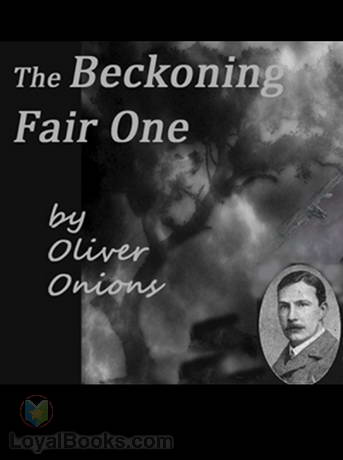 The Beckoning
Fair One
by
Oliver
Onions
LoyalBooks.com